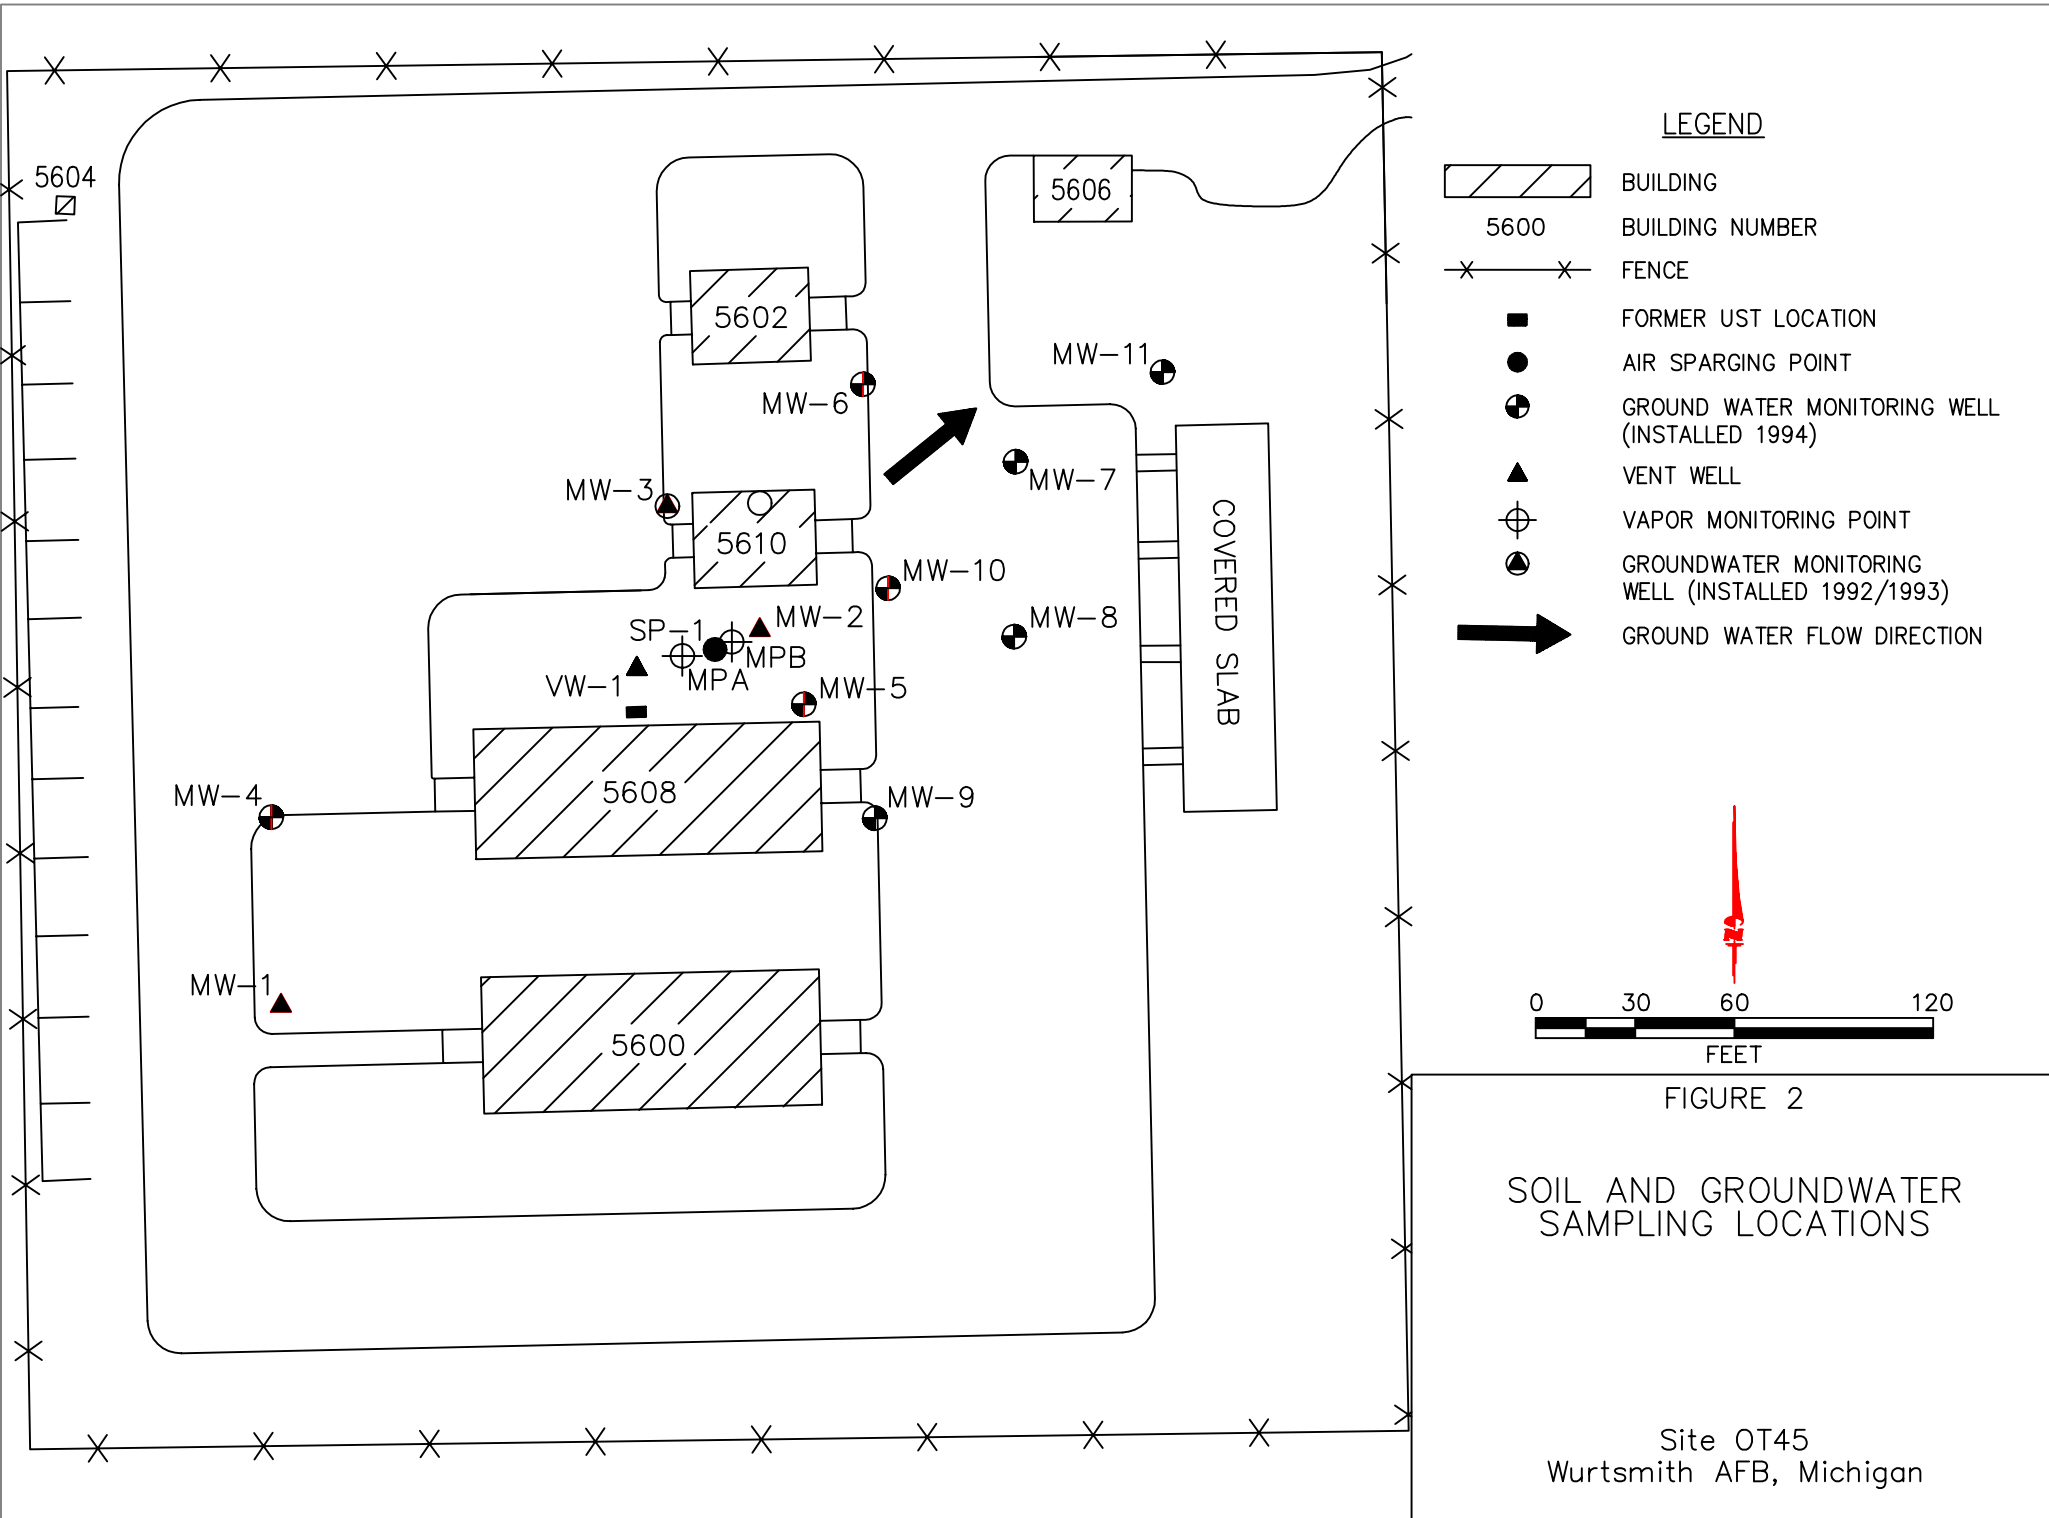 5604
5606
5602
MW-11
MW-6
MW-3
MW-7
5610
MW-10
MW-2
MW-8
SP-1
MPB
MPA
VW-1
MW-5
COVERED SLAB
5608
MW-4
MW-9
MW-1
5600
LEGEND
BUILDING
5600 BUILDING NUMBER
FENCE
FORMER UST LOCATION
AIR SPARGING POINT
GROUND WATER MONITORING WELL
(INSTALLED 1994)
VENT WELL
VAPOR MONITORING POINT
GROUNDWATER MONITORING
WELL (INSTALLED 1992/1993)
GROUND WATER FLOW DIRECTION
N
0 30 60 120
FEET
FIGURE 2
SOIL AND GROUNDWATER
SAMPLING LOCATIONS
Site OT45
Wurtsmith AFB, Michigan